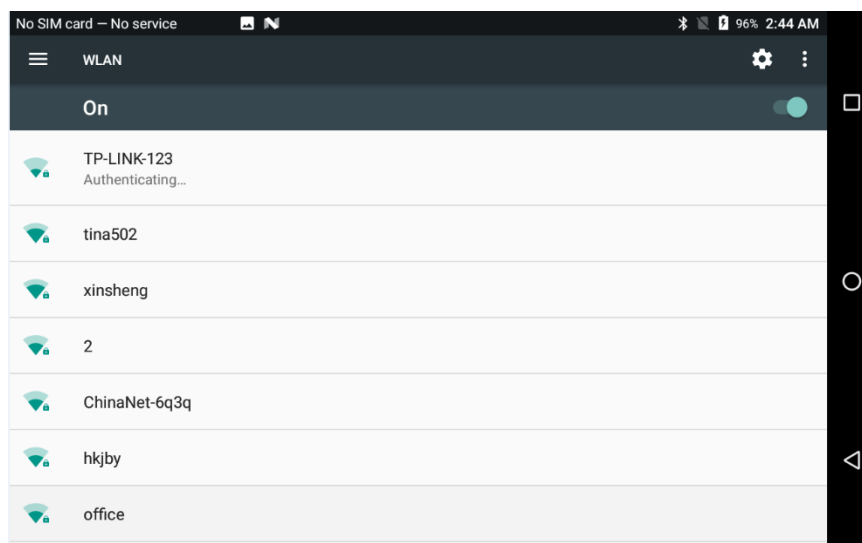 No SIM card — No service 96% 2:44 AM
WLAN
On
TP-LINK-123
Authenticating...
tina502
xinsheng
2
ChinaNet-6q3q
hkjby
office